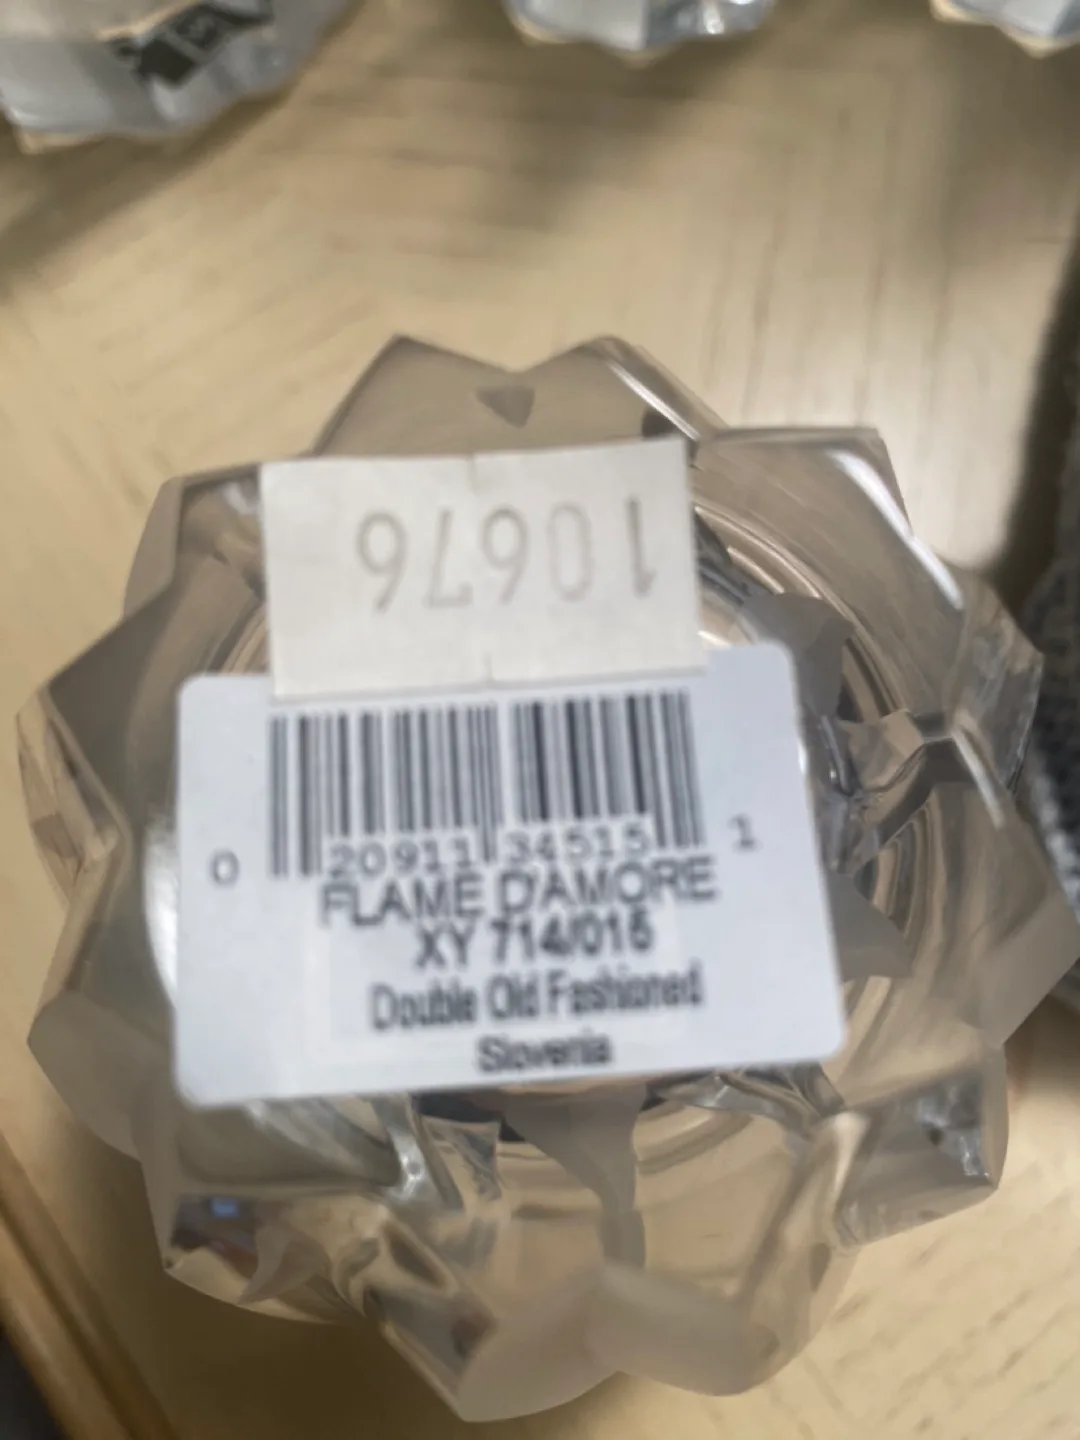 10676
0 20911 34515 1
FLAME D'AMORE
XY 714/015
Double Old Fashioned
Slovenia